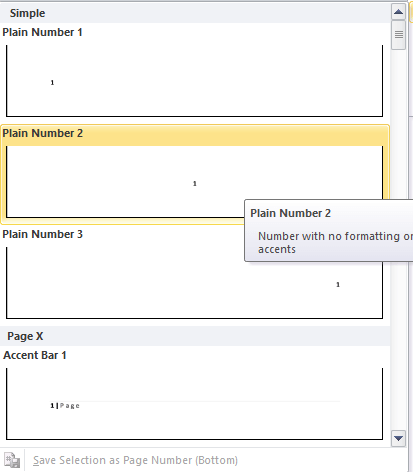 Simple
Plain Number 1
1
Plain Number 2
1
Plain Number 2
Number with no formatting or
accents
Plain Number 3
1
Page X
Accent Bar 1
1|Page
Save Selection as Page Number (Bottom)